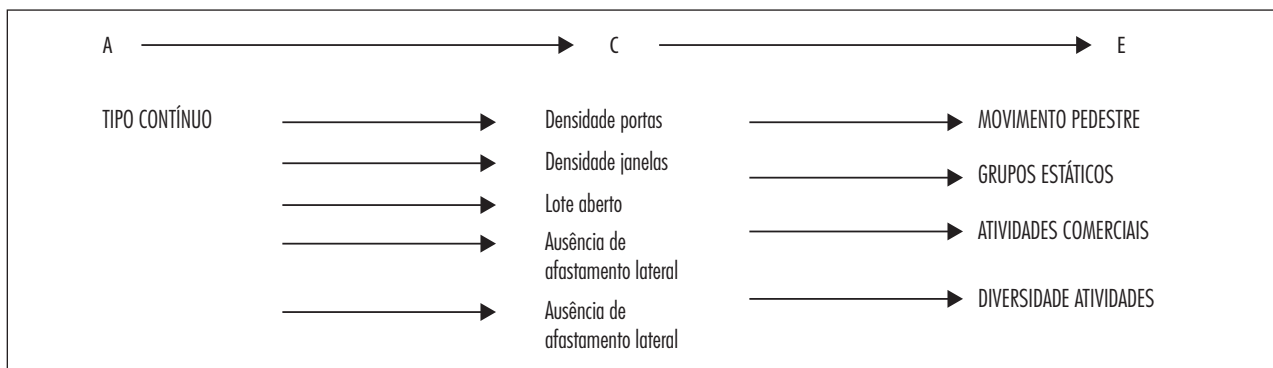 A C E
TIPO CONTÍNUO Densidade portas MOVIMENTO PEDESTRE
Densidade janelas GRUPOS ESTÁTICOS
Lote aberto
Ausência de ATIVIDADES COMERCIAIS
afastamento lateral
Ausência de DIVERSIDADE ATIVIDADES
afastamento lateral